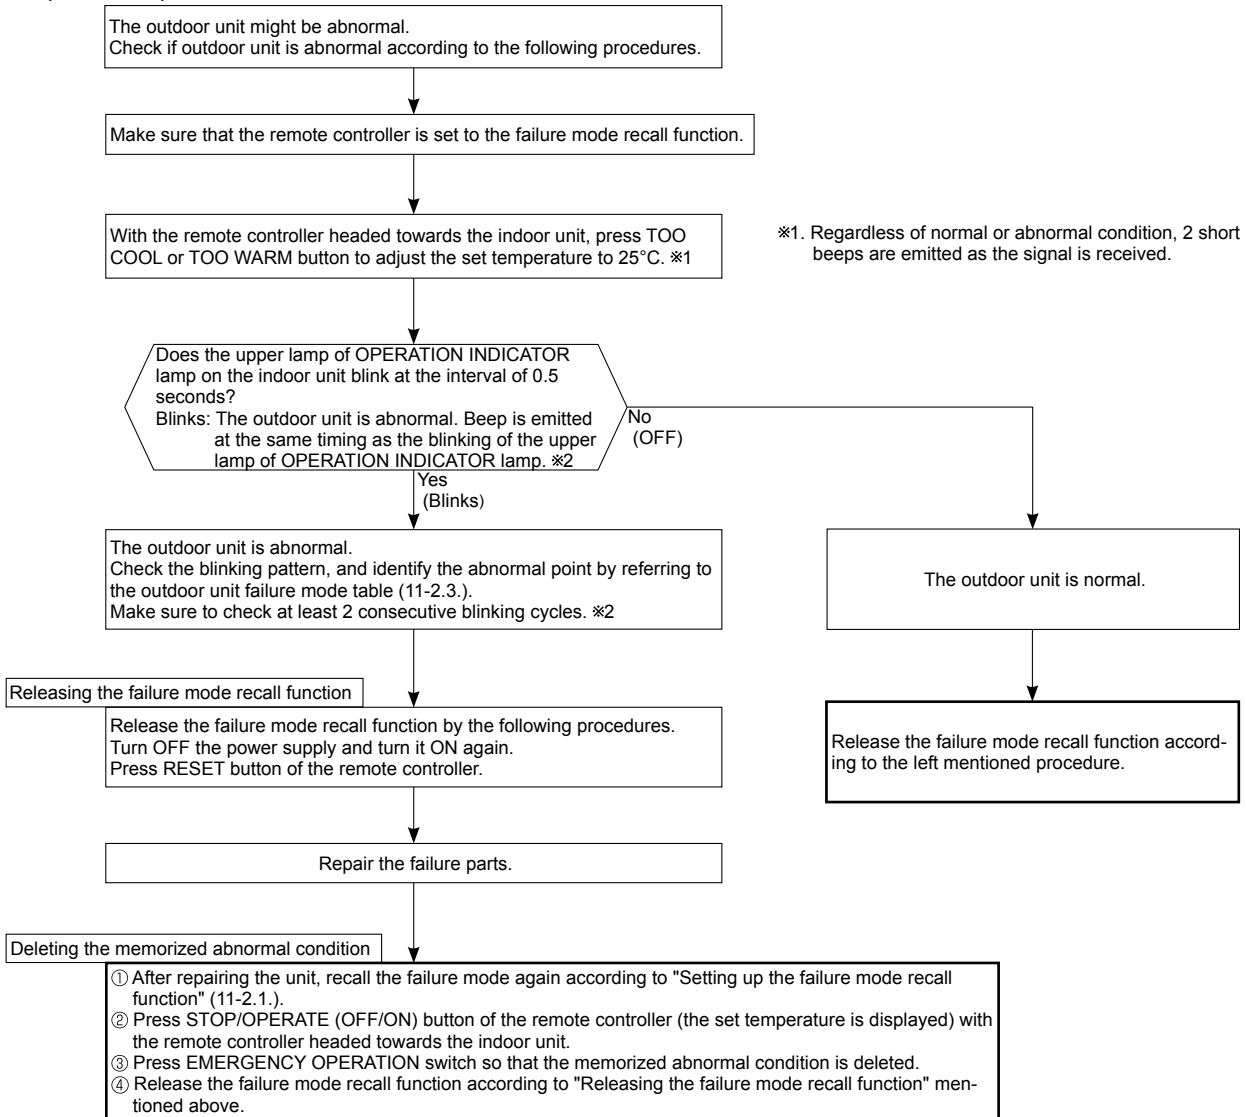 The outdoor unit might be abnormal.
Check if outdoor unit is abnormal according to the following procedures.
Make sure that the remote controller is set to the failure mode recall function.
With the remote controller headed towards the indoor unit, press TOO
COOL or TOO WARM button to adjust the set temperature to 25°C. ※1
※1. Regardless of normal or abnormal condition, 2 short
beeps are emitted as the signal is received.
Does the upper lamp of OPERATION INDICATOR
lamp on the indoor unit blink at the interval of 0.5
seconds?
Blinks: The outdoor unit is abnormal. Beep is emitted
at the same timing as the blinking of the upper
lamp of OPERATION INDICATOR lamp. ※2
No
(OFF)
Yes
(Blinks)
The outdoor unit is abnormal.
Check the blinking pattern, and identify the abnormal point by referring to
the outdoor unit failure mode table (11-2.3.).
Make sure to check at least 2 consecutive blinking cycles. ※2
The outdoor unit is normal.
Releasing the failure mode recall function
Release the failure mode recall function by the following procedures.
Turn OFF the power supply and turn it ON again.
Press RESET button of the remote controller.
Release the failure mode recall function accord-
ing to the left mentioned procedure.
Repair the failure parts.
Deleting the memorized abnormal condition
① After repairing the unit, recall the failure mode again according to "Setting up the failure mode recall
function" (11-2.1.).
② Press STOP/OPERATE (OFF/ON) button of the remote controller (the set temperature is displayed) with
the remote controller headed towards the indoor unit.
③ Press EMERGENCY OPERATION switch so that the memorized abnormal condition is deleted.
④ Release the failure mode recall function according to "Releasing the failure mode recall function" men-
tioned above.